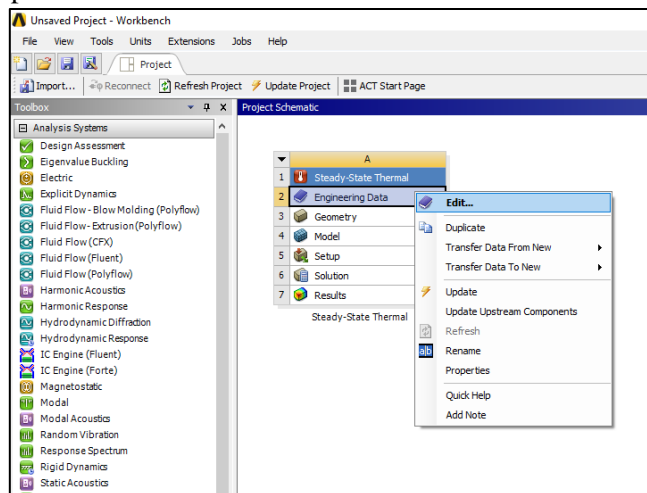 Unsaved Project - Workbench
File View Tools Units Extensions Jobs Help
Project
Import... Reconnect Refresh Project Update Project ACT Start Page
Toolbox
Project Schematic
Analysis Systems
Design Assessment
Eigenvalue Buckling
Electric
Explicit Dynamics
Fluid Flow - Blow Molding (Polyflow)
Fluid Flow - Extrusion (Polyflow)
Fluid Flow (CFX)
Fluid Flow (Fluent)
Fluid Flow (Polyflow)
Harmonic Acoustics
Harmonic Response
Hydrodynamic Diffraction
Hydrodynamic Response
IC Engine (Fluent)
IC Engine (Forte)
Magnetostatic
Modal
Modal Acoustics
Random Vibration
Response Spectrum
Rigid Dynamics
Static Acoustics
A
1 Steady-State Thermal
2 Engineering Data
3 Geometry
4 Model
5 Setup
6 Solution
7 Results
Steady-State Thermal
Edit...
Duplicate
Transfer Data From New
Transfer Data To New
Update
Update Upstream Components
Refresh
a|b Rename
Properties
Quick Help
Add Note